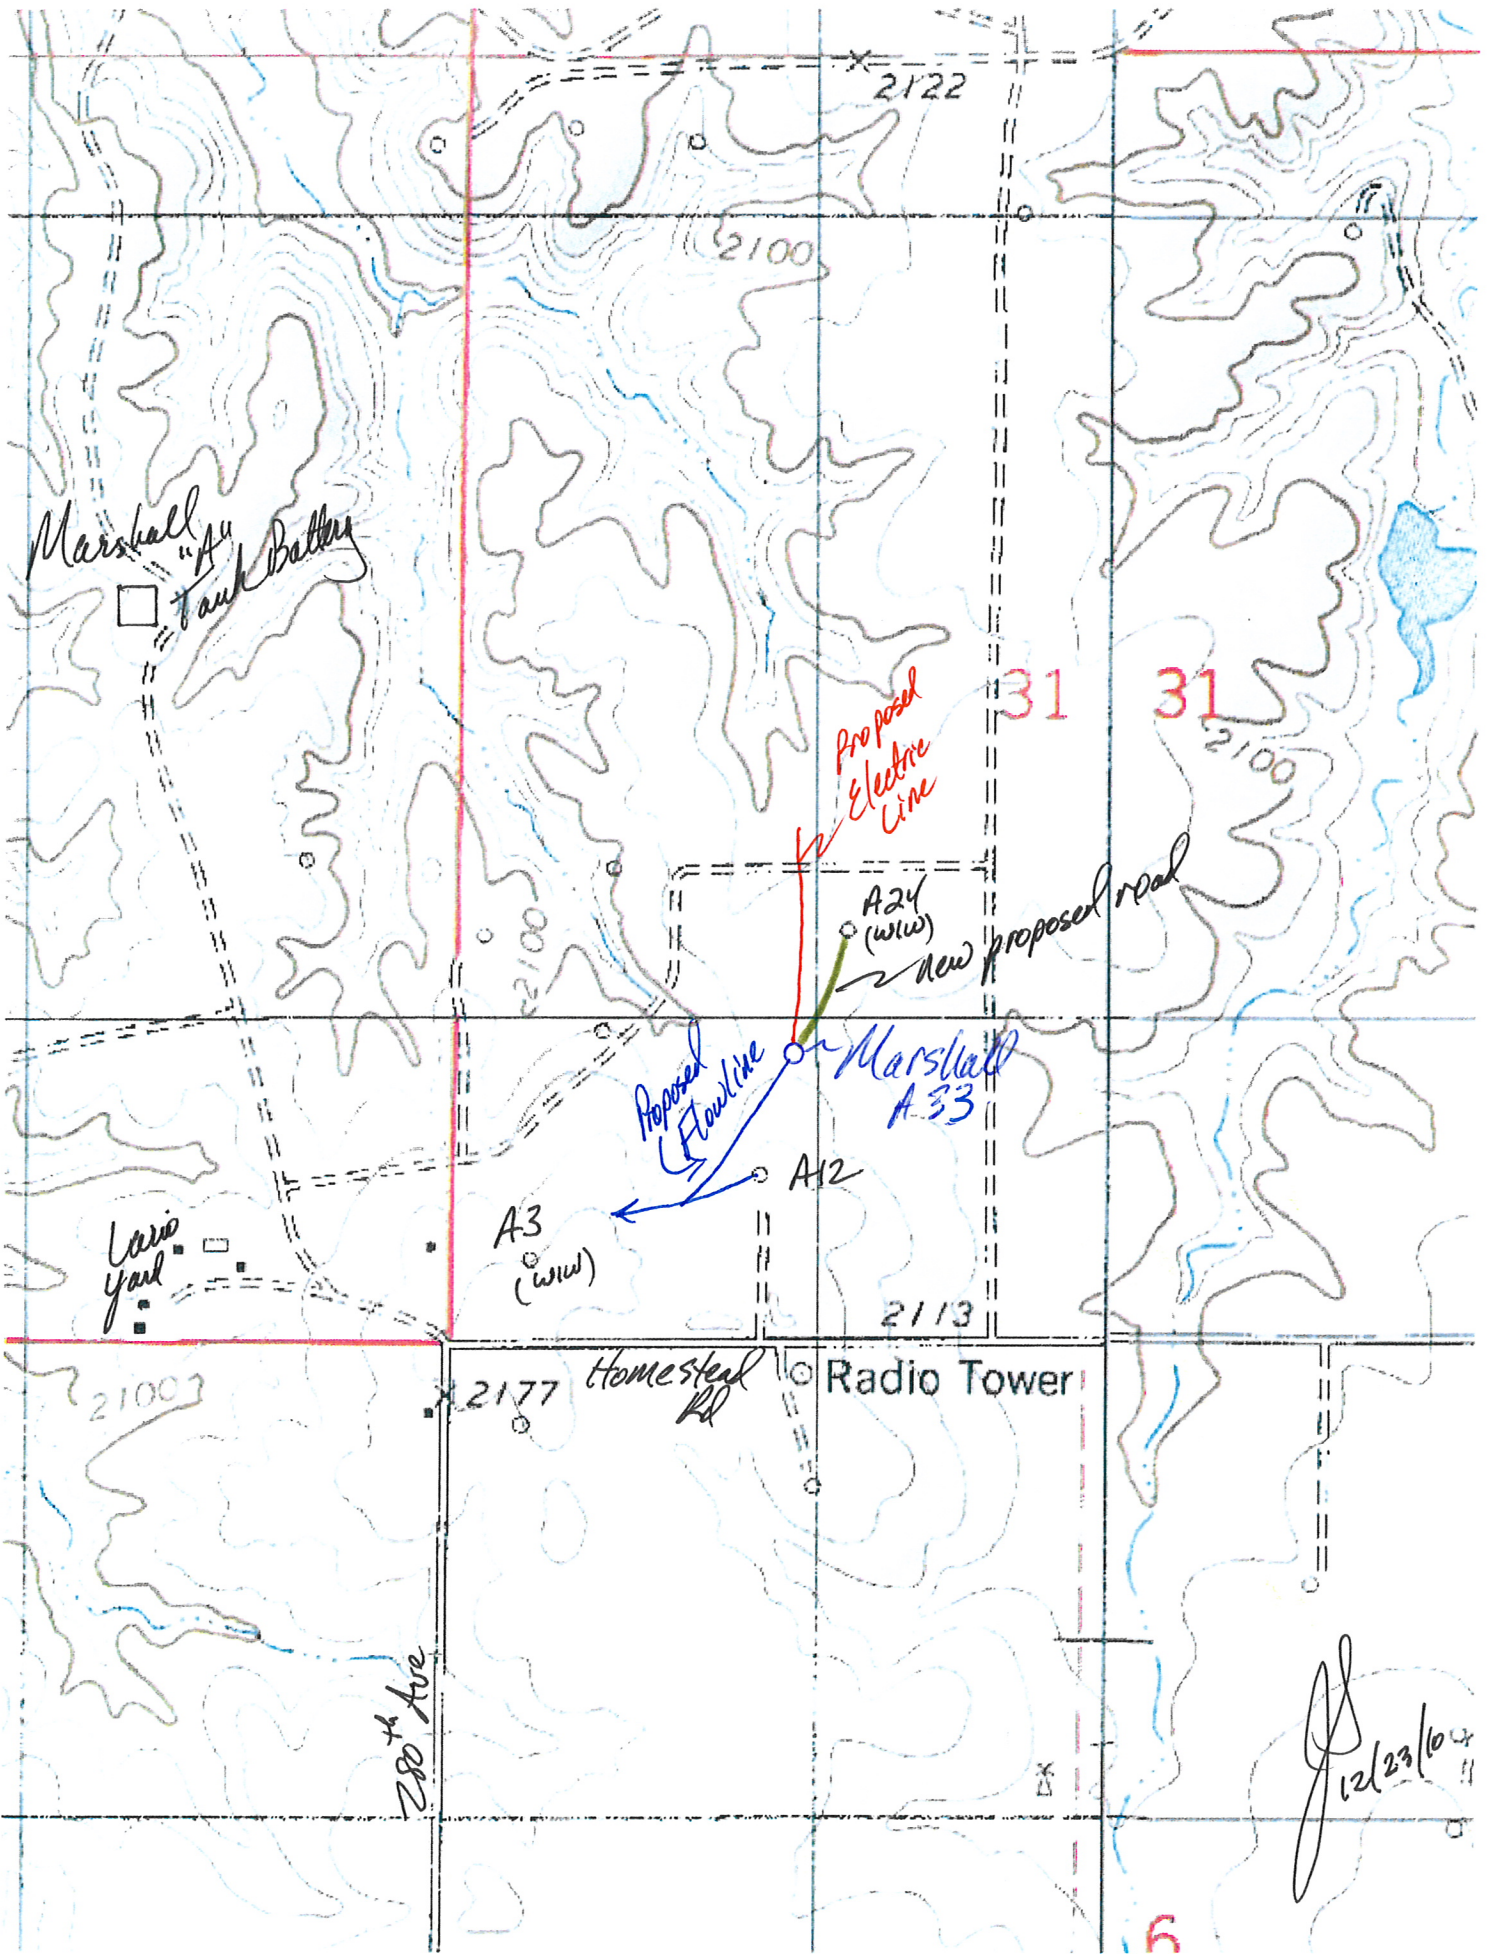 2122
2100
Marshall
"A"
Tank Battery
31 31
2100
Proposed
Electric
Line
A24
(WIW)
New proposed road
2100
Marshall
A 33
Proposed
Flowline
A12
A3
(WIW)
Lario
yard
2113
Homestead
Rd
Radio Tower
2177
2100
280th Ave
12/23/10
6